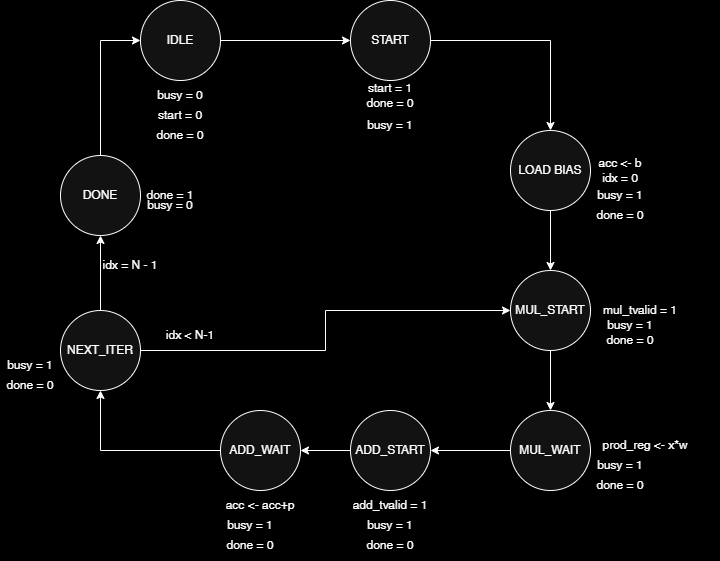 IDLE
busy = 0
start = 0
done = 0
START
start = 1
done = 0
busy = 1
LOAD BIAS
acc <- b
idx = 0
busy = 1
done = 0
MUL_START
mul_tvalid = 1
busy = 1
done = 0
MUL_WAIT
prod_reg <- x*w
busy = 1
done = 0
ADD_START
add_tvalid = 1
busy = 1
done = 0
ADD_WAIT
acc <- acc+p
busy = 1
done = 0
NEXT_ITER
busy = 1
done = 0
idx < N-1
idx = N - 1
DONE
done = 1
busy = 0